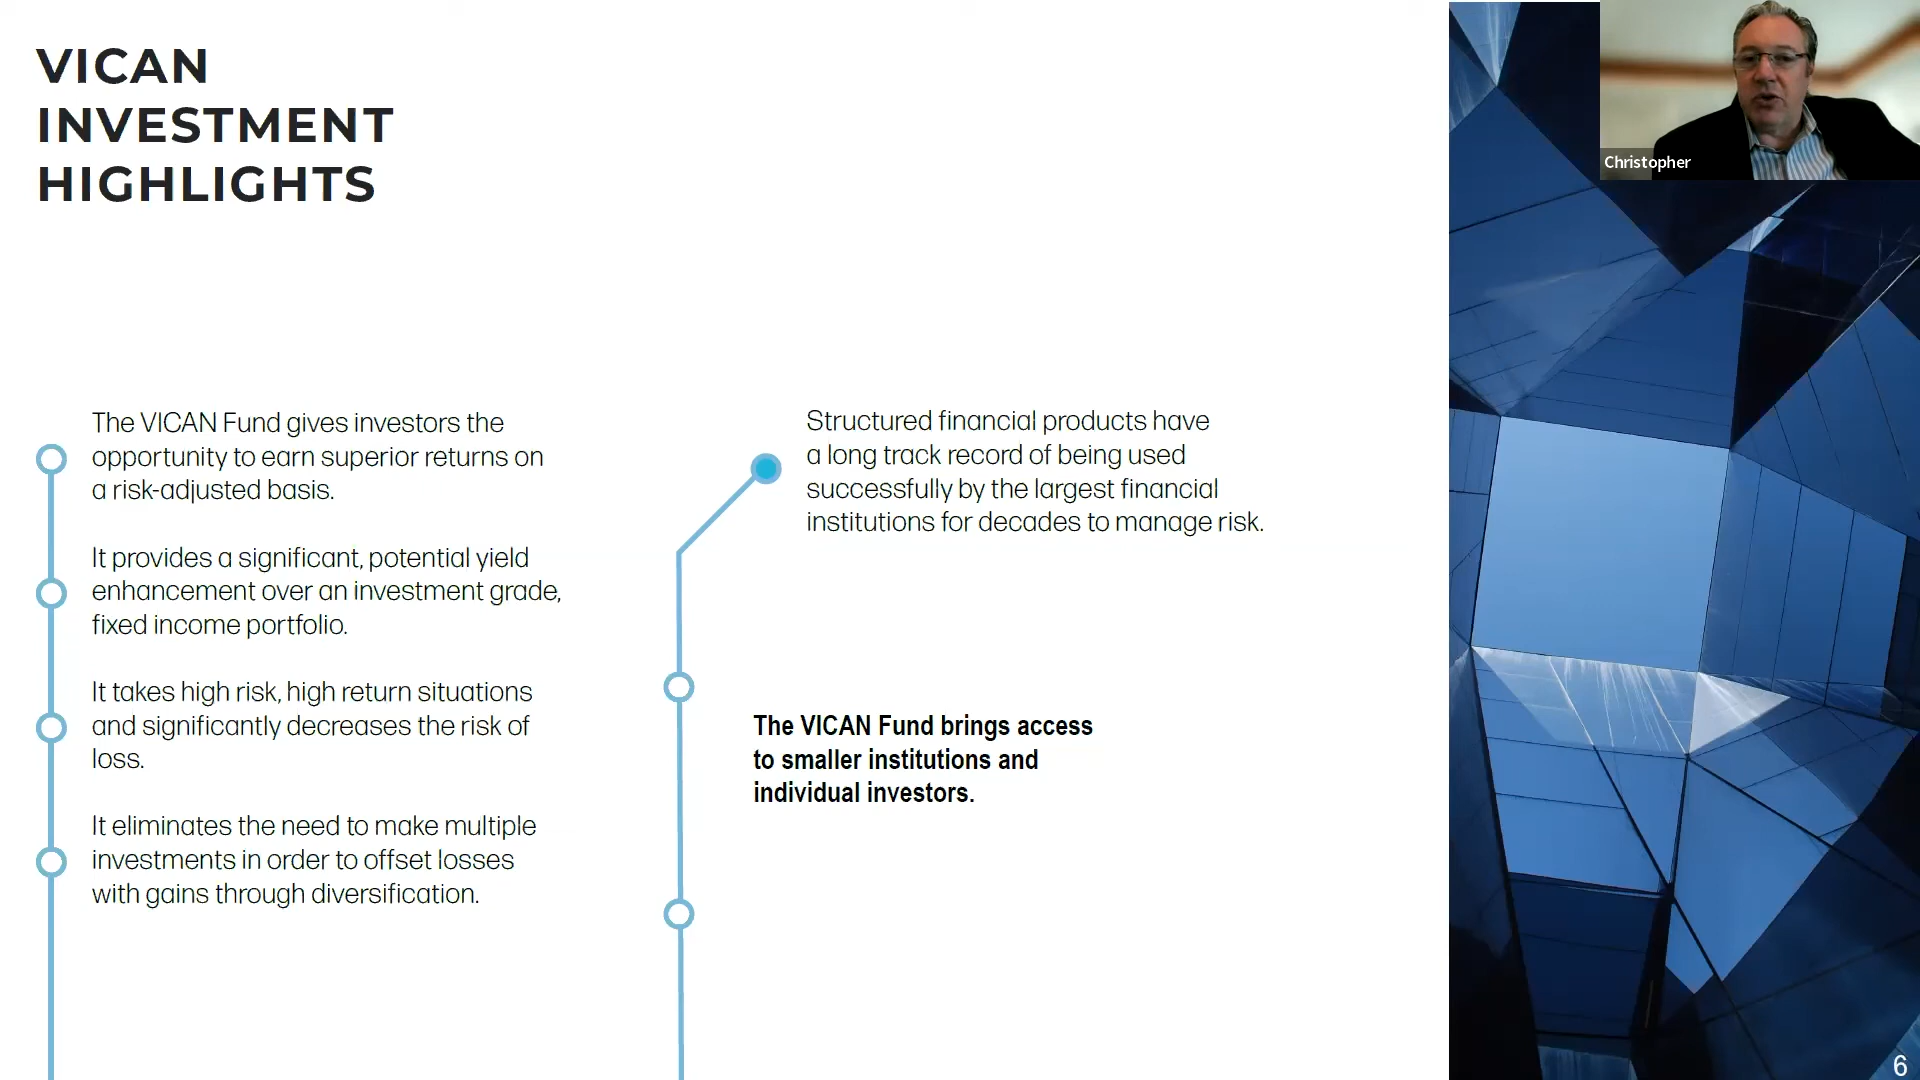 VICAN
INVESTMENT
HIGHLIGHTS
The VICAN Fund gives investors the
opportunity to earn superior returns on
a risk-adjusted basis.
It provides a significant, potential yield
enhancement over an investment grade,
fixed income portfolio.
It takes high risk, high return situations
and significantly decreases the risk of
loss.
It eliminates the need to make multiple
investments in order to offset losses
with gains through diversification.
Structured financial products have
a long track record of being used
successfully by the largest financial
institutions for decades to manage risk.
The VICAN Fund brings access
to smaller institutions and
individual investors.
Christopher
6